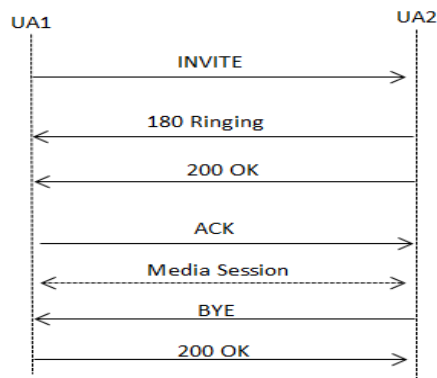 UA1
UA2
INVITE
180 Ringing
200 OK
ACK
Media Session
BYE
200 OK